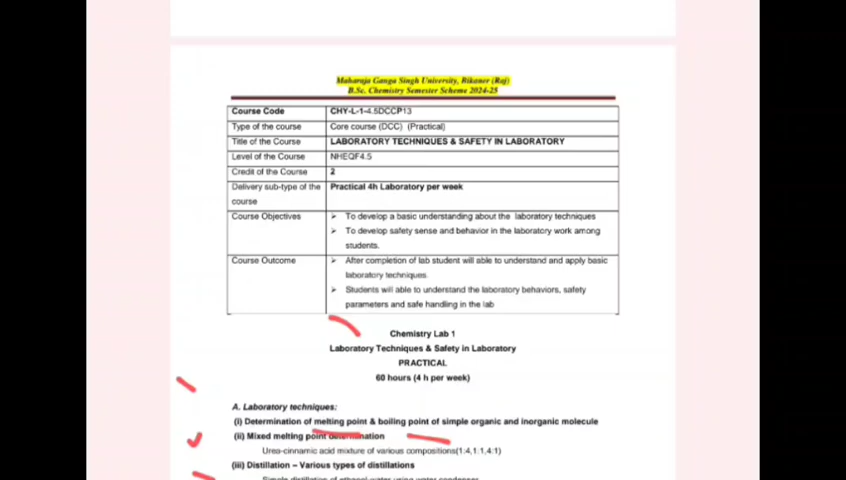 Maharaja Ganga Singh University, Bikaner (Raj)
B.Sc. Chemistry Semester Scheme 2024-25
Course Code CHY-L-1-4.5DCCP13
Type of the course Core course (DCC) (Practical)
Title of the Course LABORATORY TECHNIQUES & SAFETY IN LABORATORY
Level of the Course NHEQF4.5
Credit of the Course 2
Delivery sub-type of the course Practical 4h Laboratory per week
Course Objectives ➢ To develop a basic understanding about the laboratory techniques
➢ To develop safety sense and behavior in the laboratory work among
students.
Course Outcome ➢ After completion of lab student will able to understand and apply basic
laboratory techniques.
➢ Students will able to understand the laboratory behaviors, safety
parameters and safe handling in the lab
Chemistry Lab 1
Laboratory Techniques & Safety in Laboratory
PRACTICAL
60 hours (4 h per week)
A. Laboratory techniques:
(i) Determination of melting point & boiling point of simple organic and inorganic molecule
(ii) Mixed melting point determination
Urea-cinnamic acid mixture of various compositions(1:4,1:1,4:1)
(iii) Distillation – Various types of distillations
Simple distillation of ethanol-water using water condenser